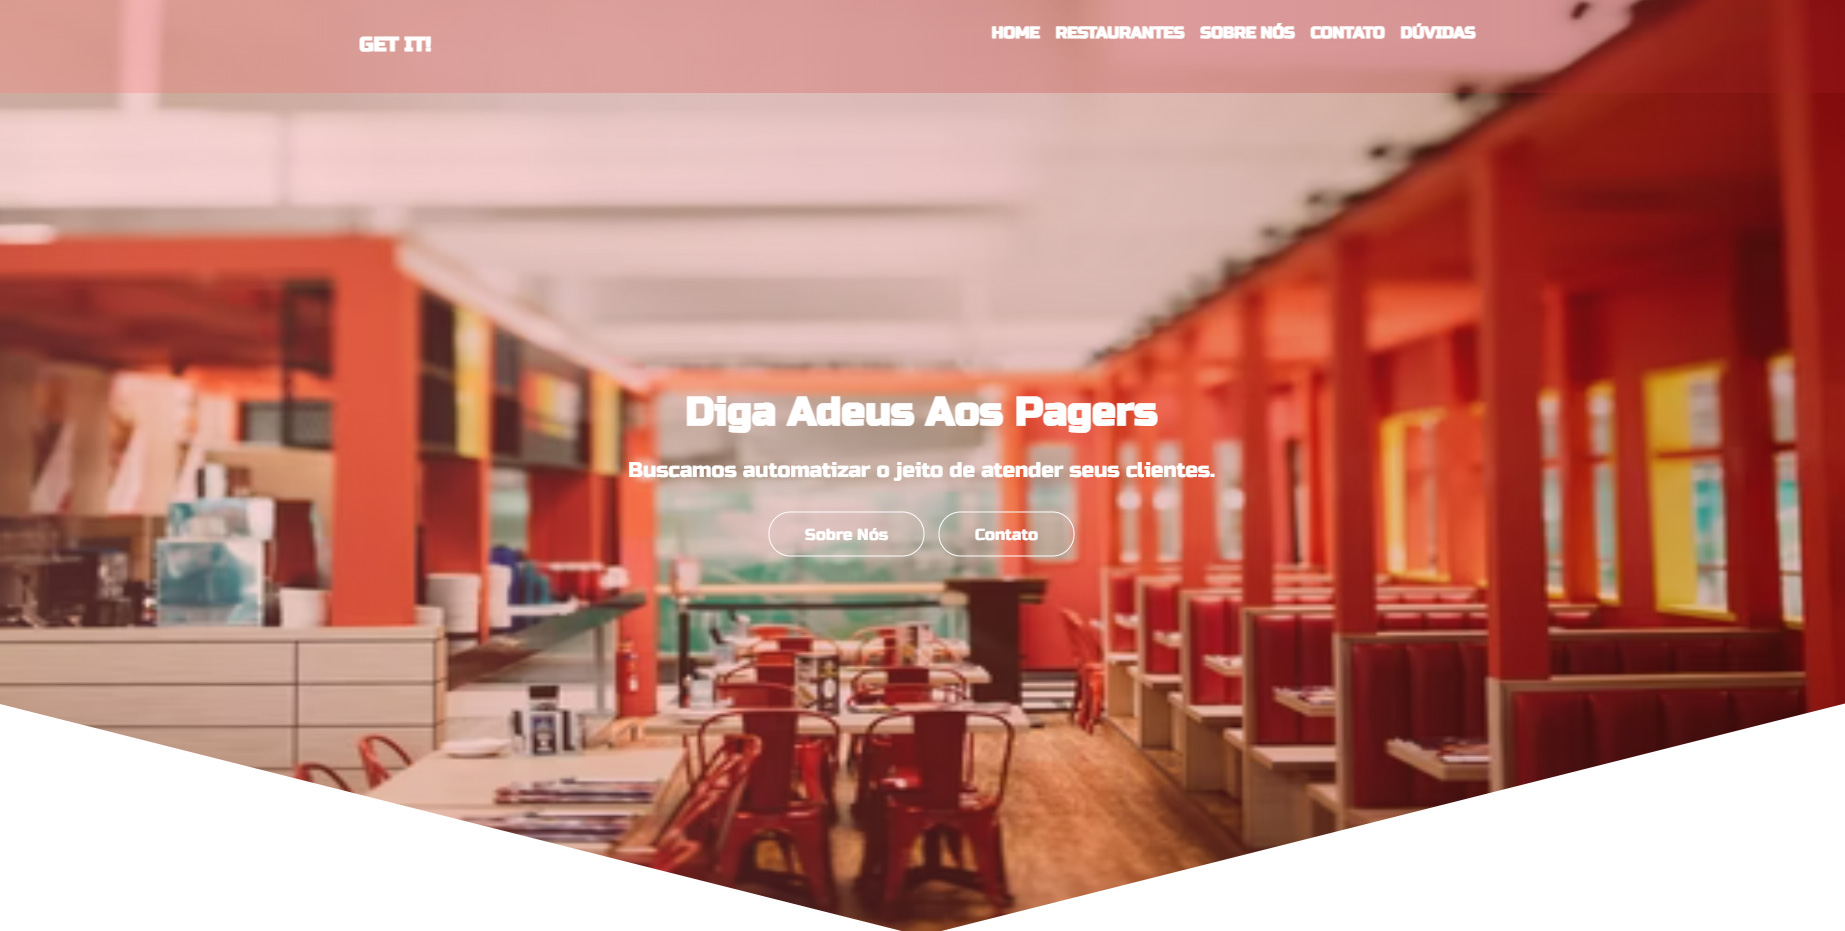 GET IT!
HOME RESTAURANTES SOBRE NÓS CONTATO DÚVIDAS
Diga Adeus Aos Pagers
Buscamos automatizar o jeito de atender seus clientes.
Sobre Nós Contato